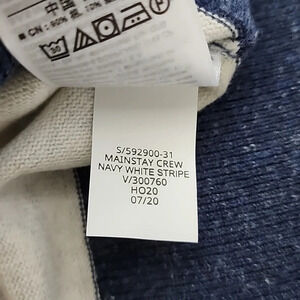 S/592900-31
MAINSTAY CREW
NAVY WHITE STRIPE
V/300760
HO20
07/20